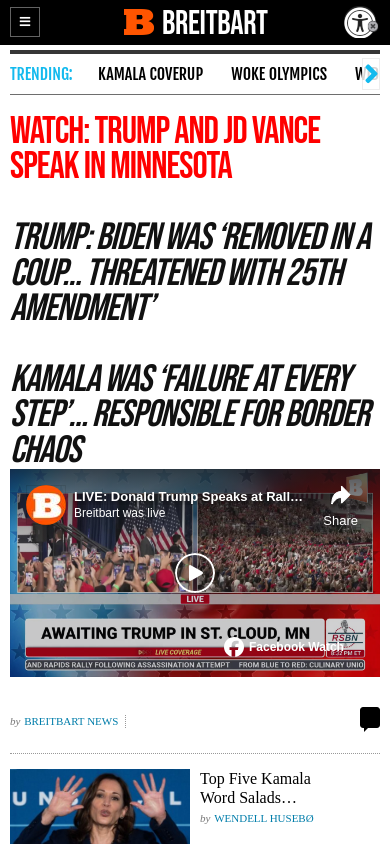 BREITBART
TRENDING:
KAMALA COVERUP
WOKE OLYMPICS
WATCH: TRUMP AND JD VANCE
SPEAK IN MINNESOTA
TRUMP: BIDEN WAS ‘REMOVED IN A
COUP… THREATENED WITH 25TH
AMENDMENT’
KAMALA WAS ‘FAILURE AT EVERY
STEP’… RESPONSIBLE FOR BORDER
CHAOS
LIVE: Donald Trump Speaks at Rall…
Breitbart was live
Share
LIVE
AWAITING TRUMP IN ST. CLOUD, MN
RSBN
LIVE COVERAGE
8:32 PM ET
Facebook Watch
AND RAPIDS RALLY FOLLOWING ASSASSINATION ATTEMPT
FROM BLUE TO RED: CULINARY UNIO
by BREITBART NEWS
Top Five Kamala
Word Salads…
by WENDELL HUSEBØ